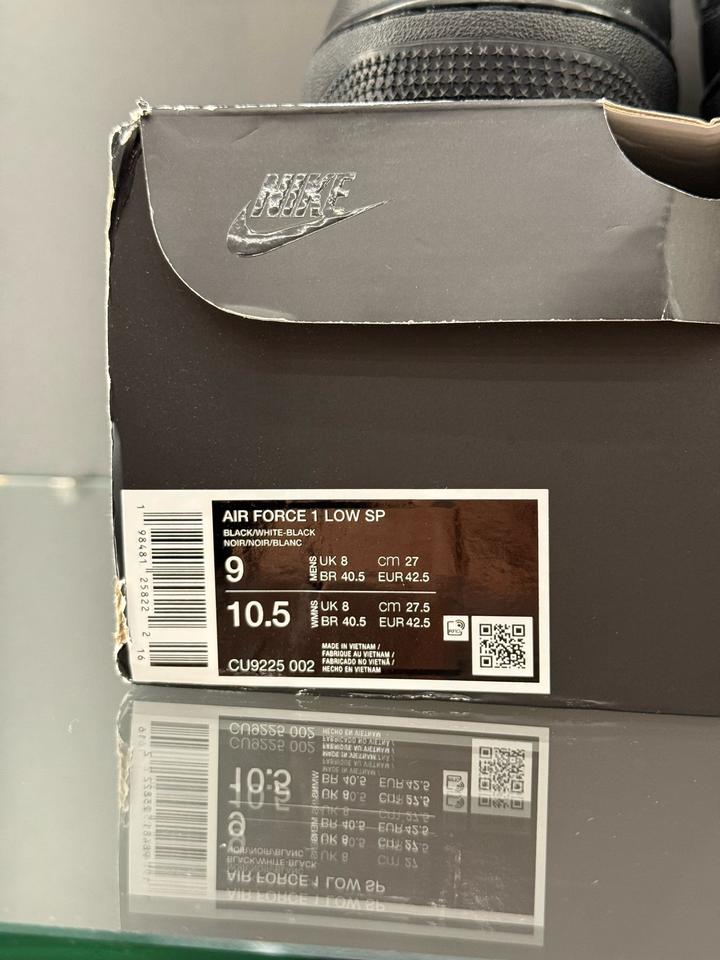 NIKE
AIR FORCE 1 LOW SP
BLACK/WHITE-BLACK
NOIR/NOIR/BLANC
9 MENS UK 8 cm 27
BR 40.5 EUR 42.5
10.5 WMNS UK 8 cm 27.5
BR 40.5 EUR 42.5
CU9225 002
MADE IN VIETNAM /
FABRIQUE AU VIETNAM /
FABRICADO NO VIETNÃ /
HECHO EN VIETNAM
RFID
1 98481 25822 2 16